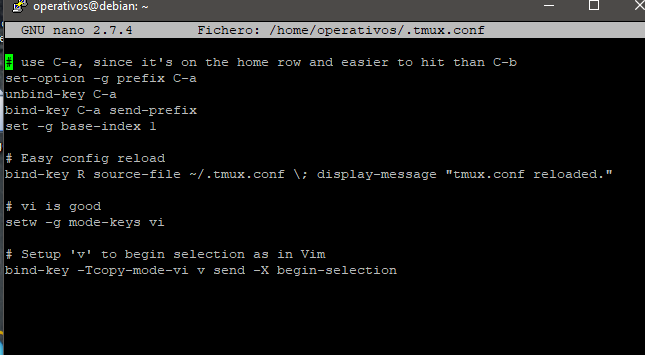 operativos@debian: ~
GNU nano 2.7.4 Fichero: /home/operativos/.tmux.conf
# use C-a, since it's on the home row and easier to hit than C-b
set-option -g prefix C-a
unbind-key C-a
bind-key C-a send-prefix
set -g base-index 1
# Easy config reload
bind-key R source-file ~/.tmux.conf \; display-message "tmux.conf reloaded."
# vi is good
setw -g mode-keys vi
# Setup 'v' to begin selection as in Vim
bind-key -Tcopy-mode-vi v send -X begin-selection